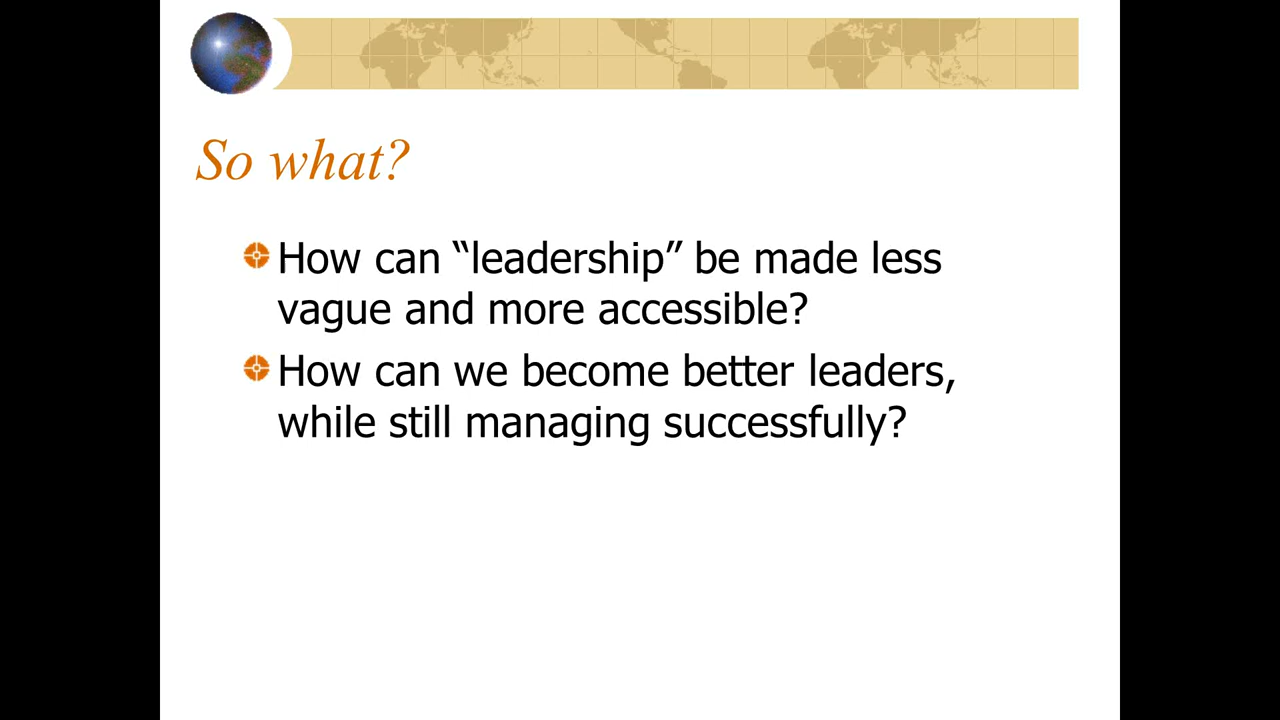 So what?
How can “leadership” be made less
vague and more accessible?
How can we become better leaders,
while still managing successfully?